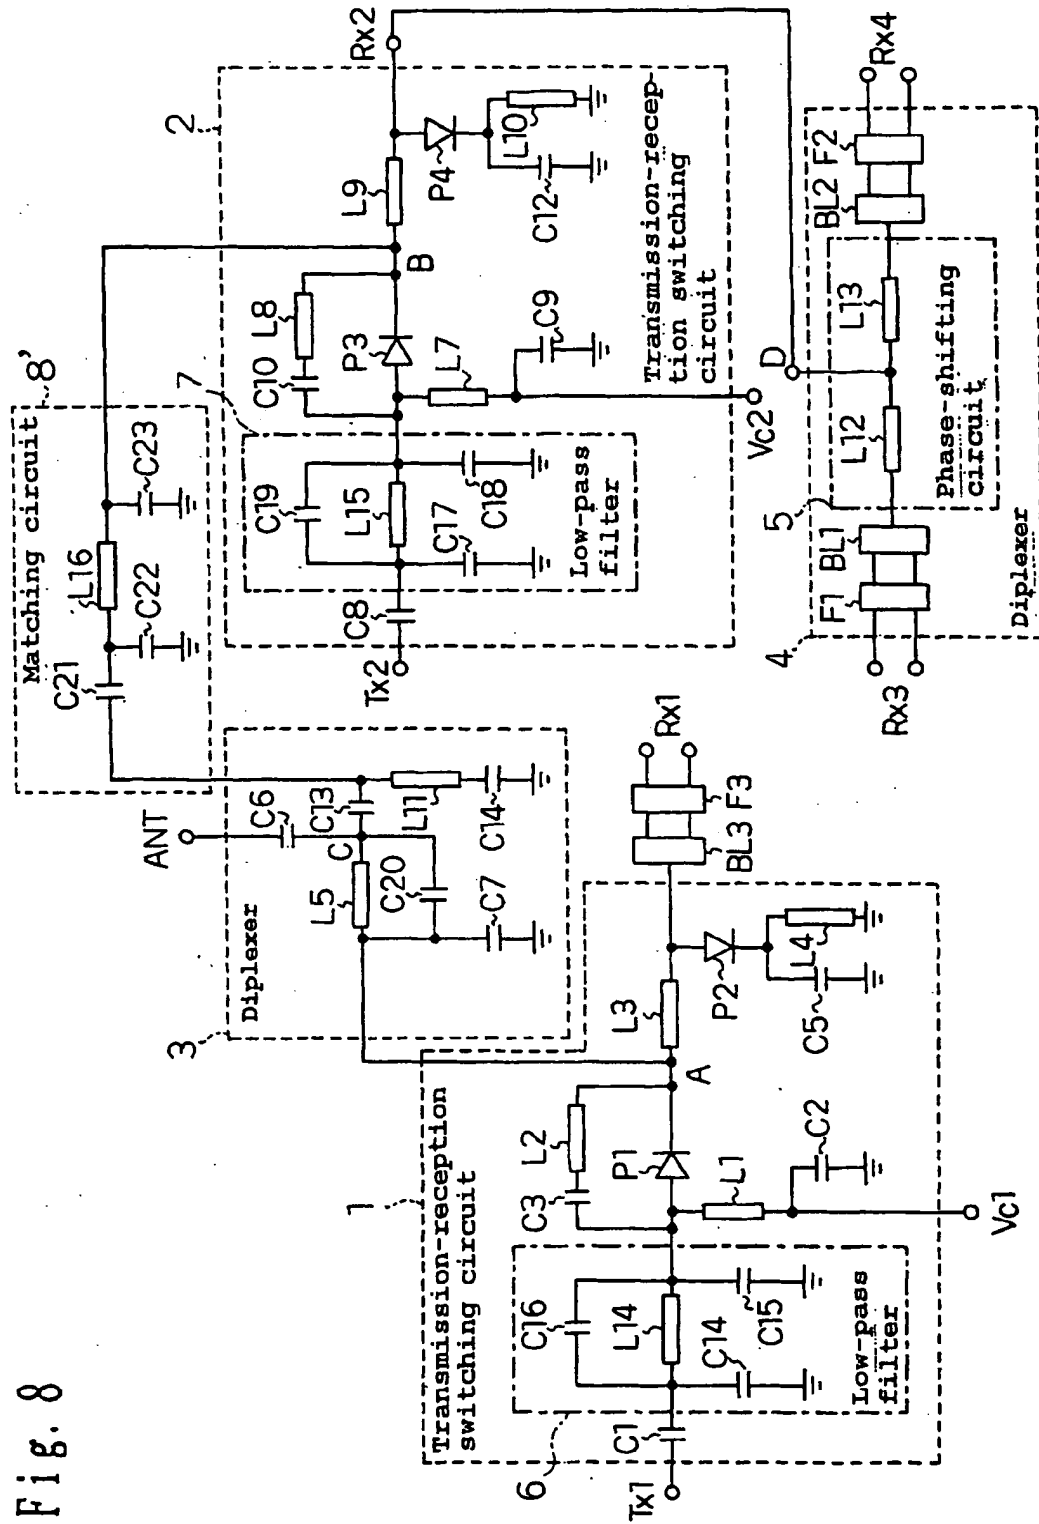 Fig. 8
Matching circuit
8'
C21
L16
C22
C23
ANT
C6
3
Diplexer
C
C13
L5
L11
C20
C14
C7
2
7
Tx2
C8
C19
L15
C17
C18
Low-pass
filter
C10
L8
P3
L7
C9
B
L9
P4
L10
C12
Rx2
Transmission-recep-
tion switching
circuit
Vc2
D
1
Transmission-reception
switching circuit
6
Tx1
C1
C16
L14
C14
C15
Low-pass
filter
C3
L2
P1
L1
C2
A
L3
P2
L4
C5
BL3
F3
Rx1
Vc1
4
Rx3
F1
BL1
5
L12
L13
Phase-shifting
circuit
BL2
F2
Rx4
Diplexer